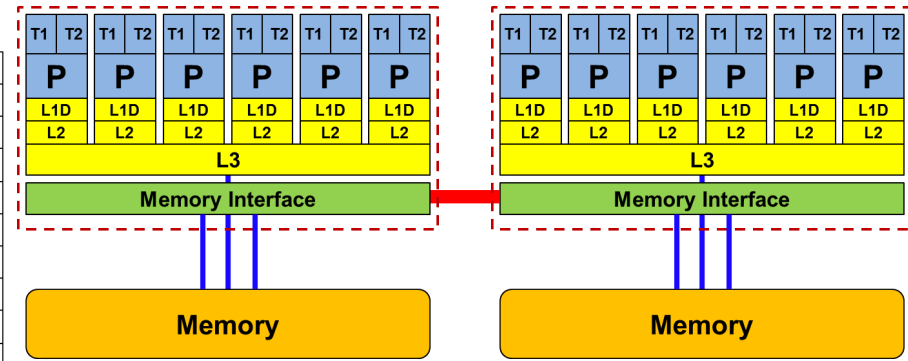 T1 T2 T1 T2 T1 T2 T1 T2 T1 T2 T1 T2
P P P P P P
L1D L1D L1D L1D L1D L1D
L2 L2 L2 L2 L2 L2
L3
Memory Interface
Memory
T1 T2 T1 T2 T1 T2 T1 T2 T1 T2 T1 T2
P P P P P P
L1D L1D L1D L1D L1D L1D
L2 L2 L2 L2 L2 L2
L3
Memory Interface
Memory